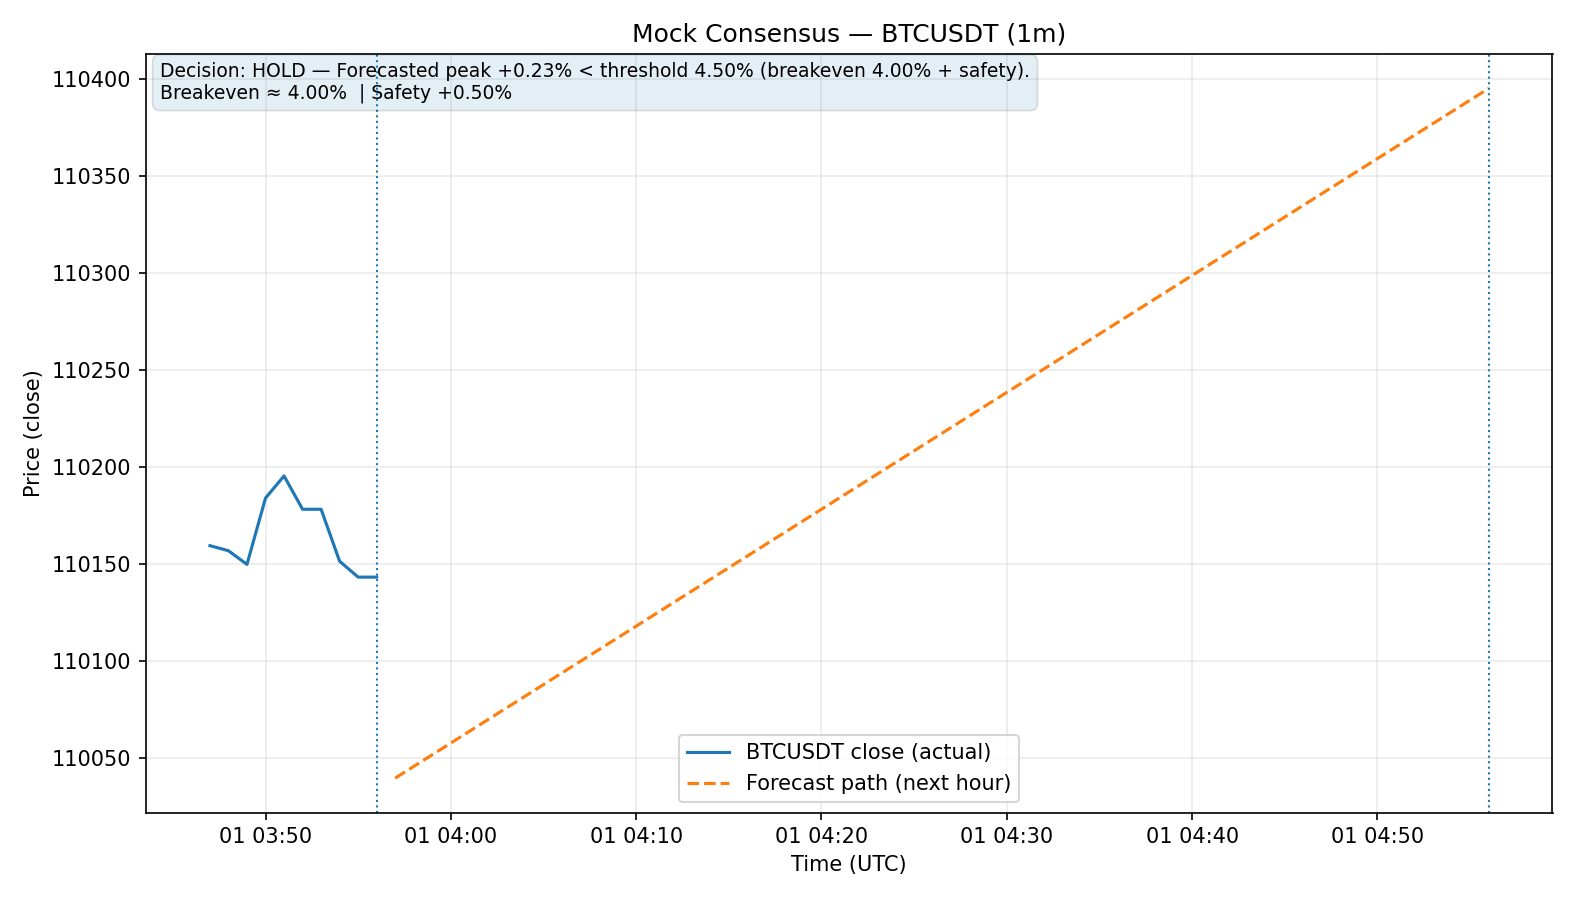 Mock Consensus — BTCUSDT (1m)
Decision: HOLD — Forecasted peak +0.23% < threshold 4.50% (breakeven 4.00% + safety).
Breakeven ≈ 4.00%  | Safety +0.50%
Price (close)
110400
110350
110300
110250
110200
110150
110100
110050
BTCUSDT close (actual)
Forecast path (next hour)
01 03:50
01 04:00
01 04:10
01 04:20
01 04:30
01 04:40
01 04:50
Time (UTC)